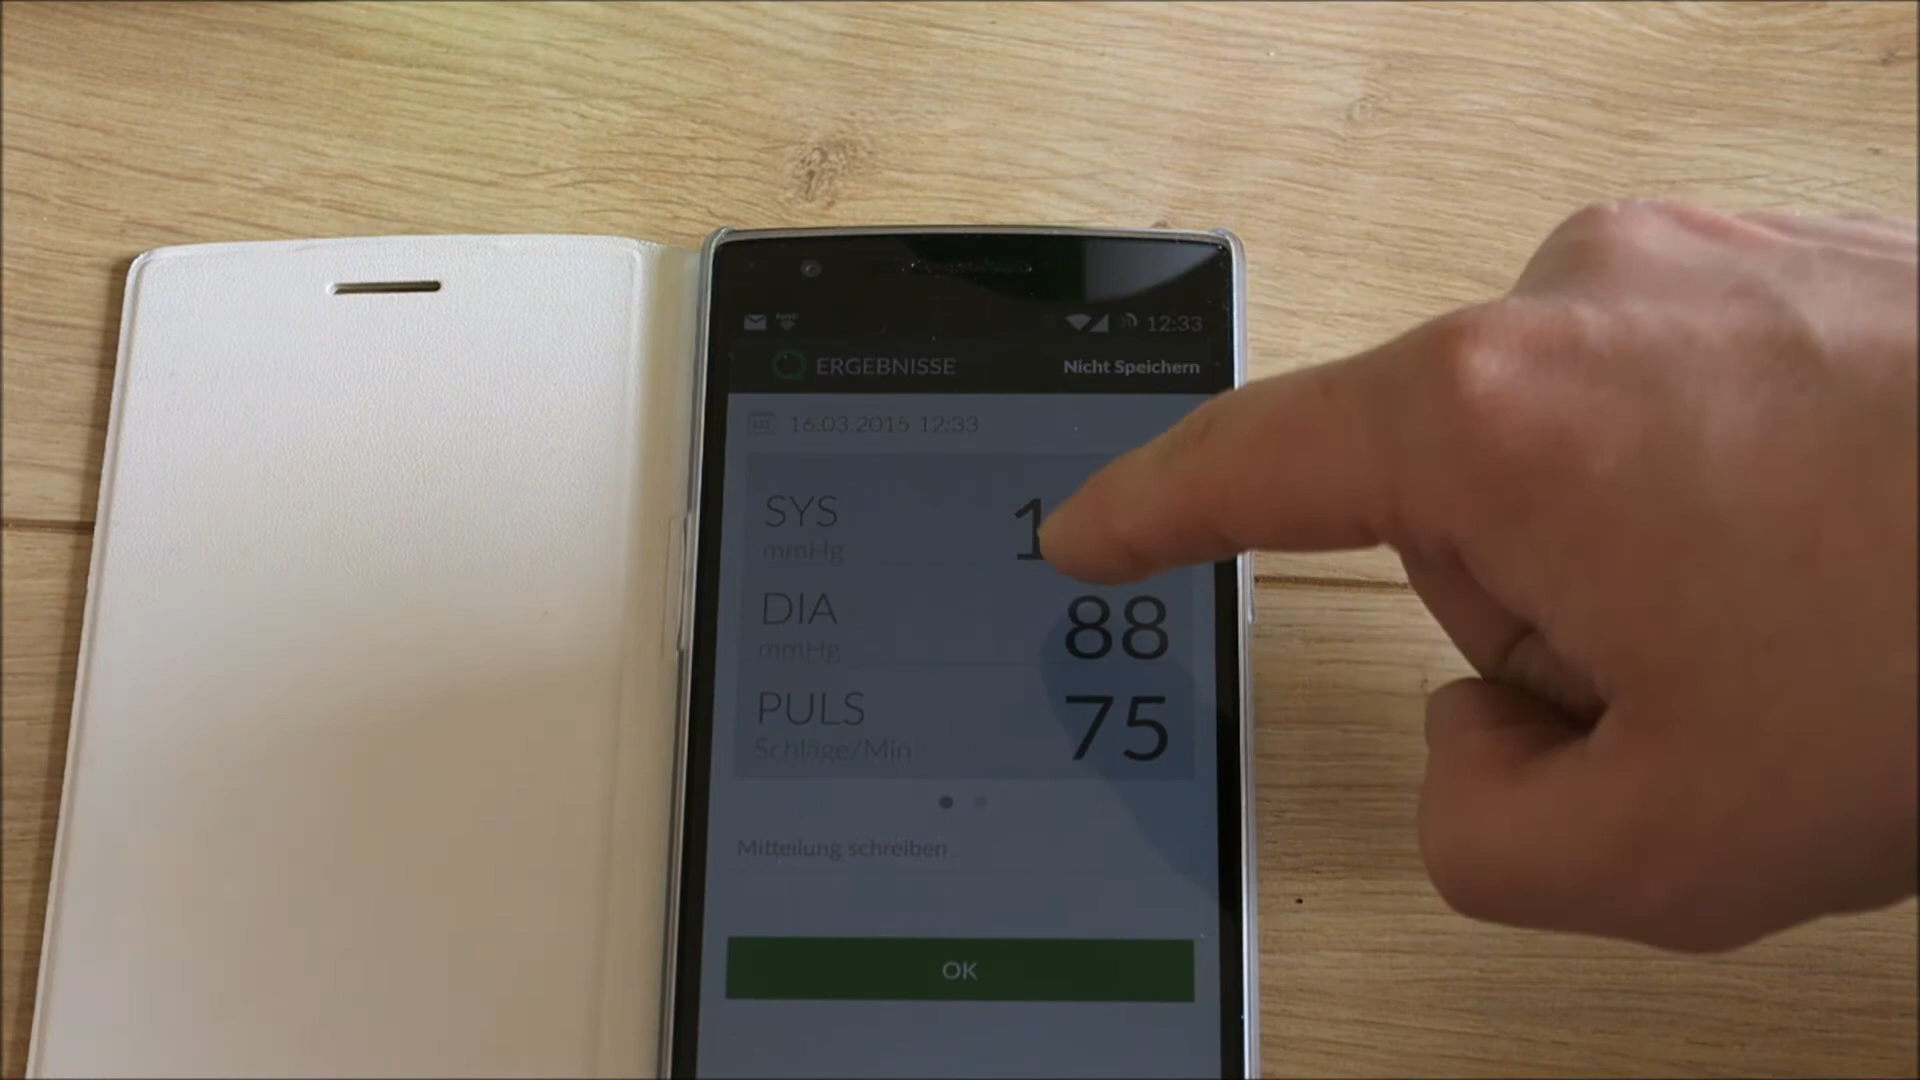 12:33
ERGEBNISSE Nicht Speichern
16.03.2015 12:33
SYS 1
mmHg
DIA 88
mmHg
PULS 75
Schläge/Min
Mitteilung schreiben
OK